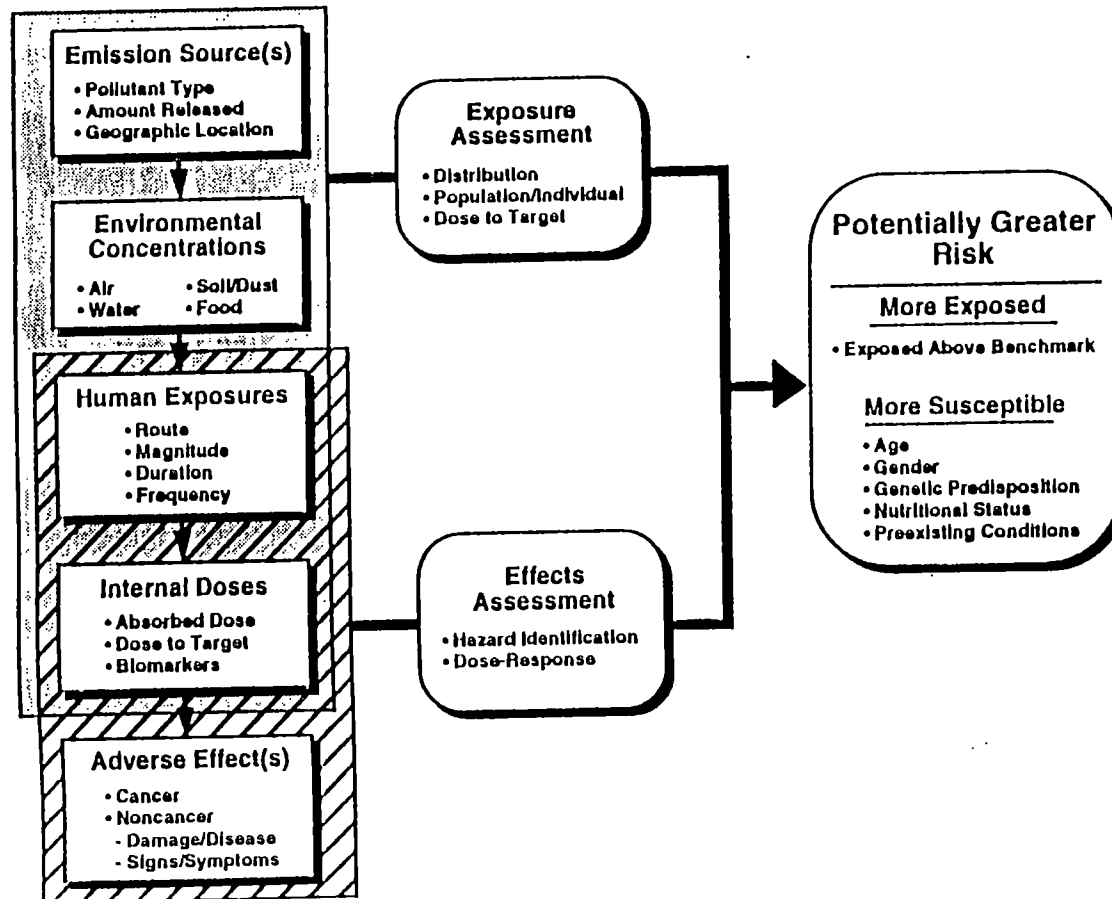 Emission Source(s)
• Pollutant Type
• Amount Released
• Geographic Location
Environmental
Concentrations
• Air
• Soil/Dust
• Water
• Food
Human Exposures
• Route
• Magnitude
• Duration
• Frequency
Internal Doses
• Absorbed Dose
• Dose to Target
• Biomarkers
Adverse Effect(s)
• Cancer
• Noncancer
- Damage/Disease
- Signs/Symptoms
Exposure
Assessment
• Distribution
• Population/Individual
• Dose to Target
Effects
Assessment
• Hazard Identification
• Dose-Response
Potentially Greater
Risk
More Exposed
• Exposed Above Benchmark
More Susceptible
• Age
• Gender
• Genetic Predisposition
• Nutritional Status
• Preexisting Conditions